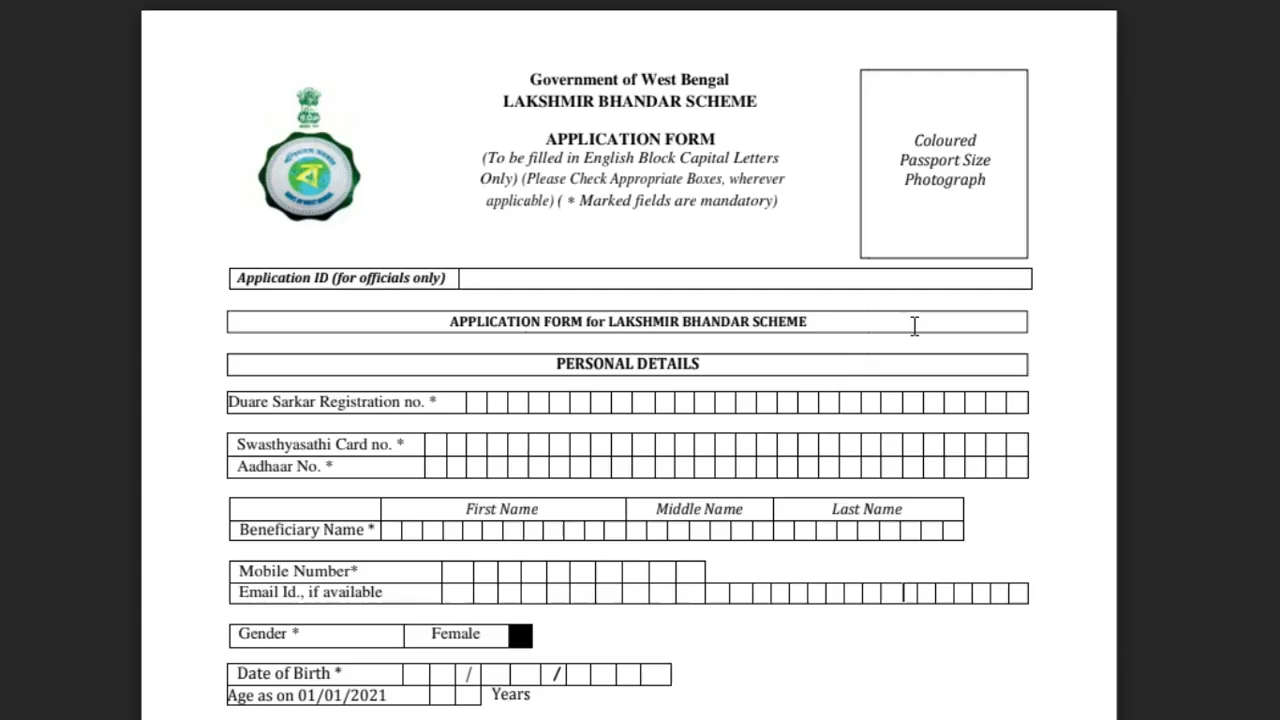 Government of West Bengal
LAKSHMIR BHANDAR SCHEME
APPLICATION FORM
(To be filled in English Block Capital Letters
Only) (Please Check Appropriate Boxes, wherever
applicable) ( * Marked fields are mandatory)
Coloured
Passport Size
Photograph
ব
Application ID (for officials only)
APPLICATION FORM for LAKSHMIR BHANDAR SCHEME
PERSONAL DETAILS
Duare Sarkar Registration no. *
Swasthyasathi Card no. *
Aadhaar No. *
First Name Middle Name Last Name
Beneficiary Name *
Mobile Number*
Email Id., if available
Gender * Female
Date of Birth * / /
Age as on 01/01/2021 Years